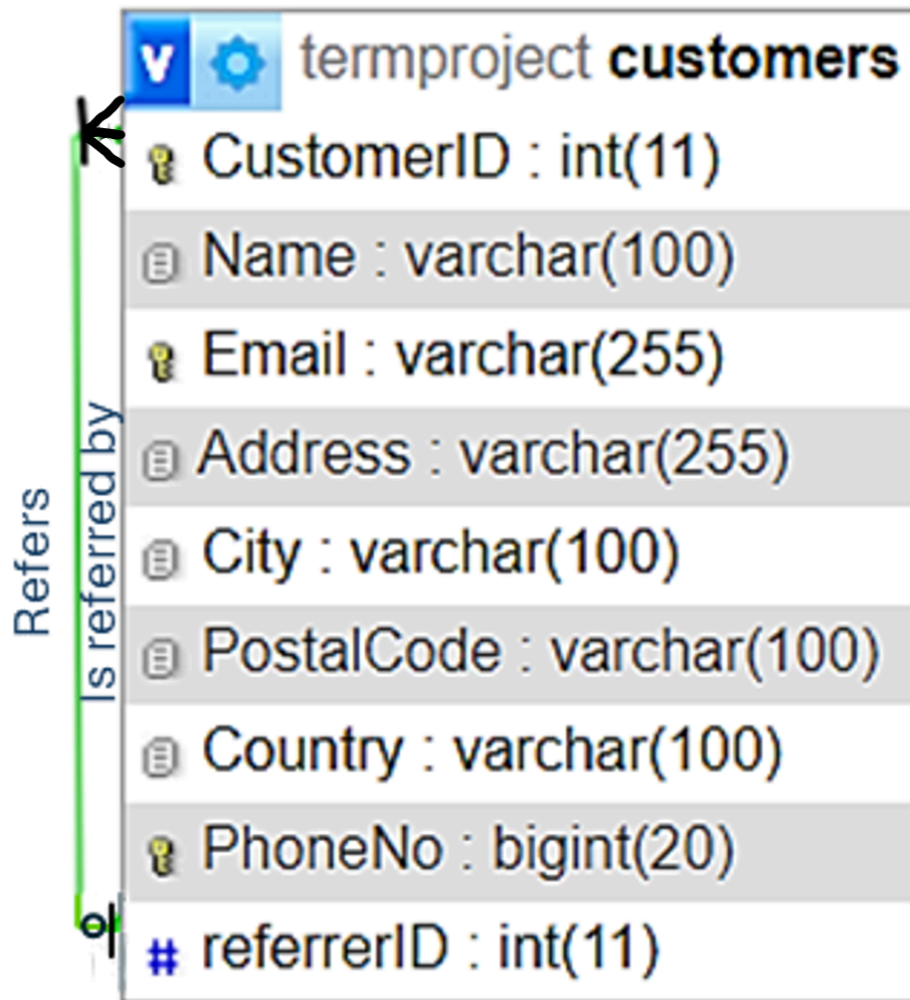 v termproject customers
CustomerID : int(11)
Name : varchar(100)
Email : varchar(255)
Address : varchar(255)
City : varchar(100)
PostalCode : varchar(100)
Country : varchar(100)
PhoneNo : bigint(20)
# referrerID : int(11)
Refers
Is referred by